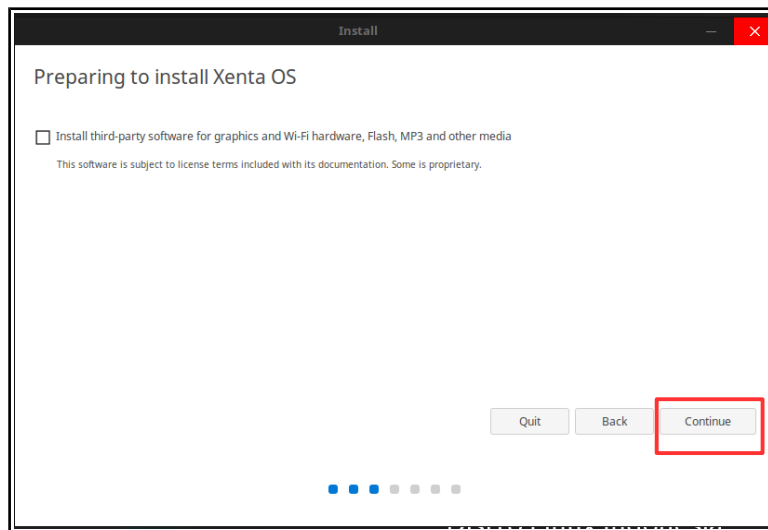 Install
Preparing to install Xenta OS
Install third-party software for graphics and Wi-Fi hardware, Flash, MP3 and other media
This software is subject to license terms included with its documentation. Some is proprietary.
Quit
Back
Continue